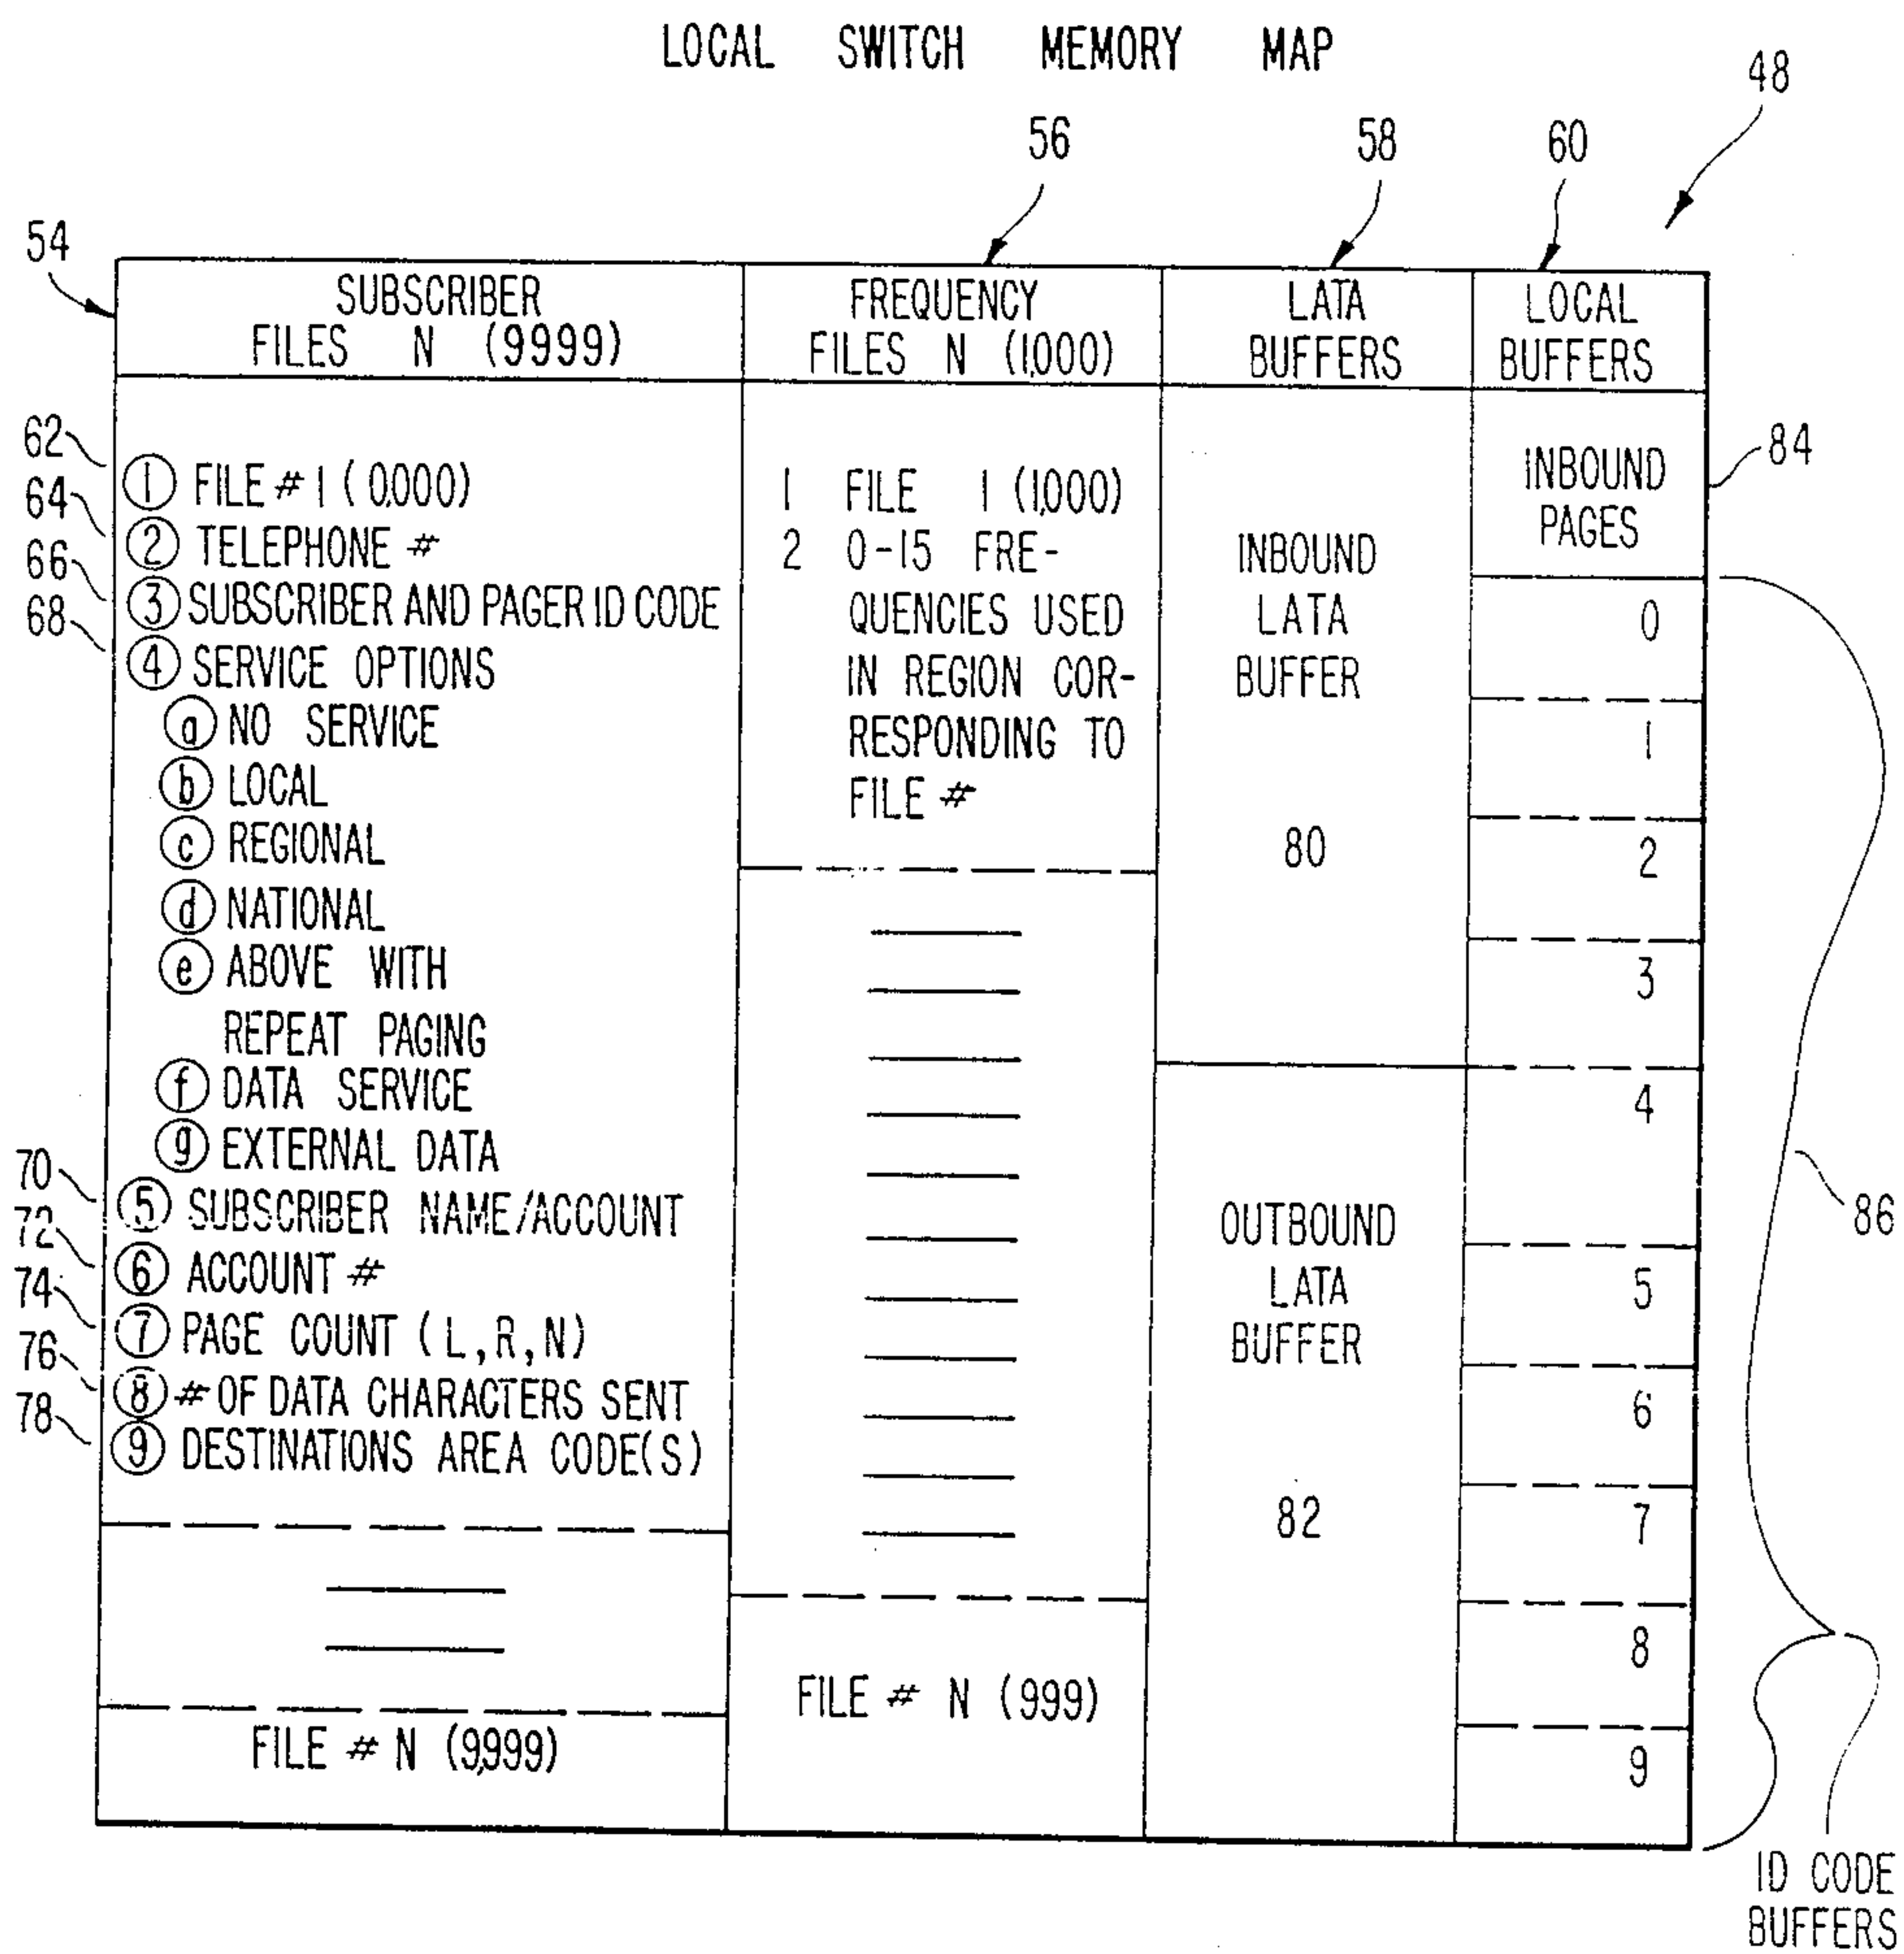 LOCAL SWITCH MEMORY MAP
48
56
58
60
54
SUBSCRIBER
FILES N (9999)
FREQUENCY
FILES N (1,000)
LATA
BUFFERS
LOCAL
BUFFERS
62
64
66
68
① FILE # 1 (0,000)
② TELEPHONE #
③ SUBSCRIBER AND PAGER ID CODE
④ SERVICE OPTIONS
ⓐ NO SERVICE
ⓑ LOCAL
ⓒ REGIONAL
ⓓ NATIONAL
ⓔ ABOVE WITH
REPEAT PAGING
ⓕ DATA SERVICE
ⓖ EXTERNAL DATA
70
72
74
76
78
⑤ SUBSCRIBER NAME/ACCOUNT
⑥ ACCOUNT #
⑦ PAGE COUNT (L,R,N)
⑧ # OF DATA CHARACTERS SENT
⑨ DESTINATIONS AREA CODE(S)
FILE # N (9,999)
1 FILE 1 (1,000)
2 0-15 FRE-
QUENCIES USED
IN REGION COR-
RESPONDING TO
FILE #
FILE # N (999)
INBOUND
LATA
BUFFER
80
OUTBOUND
LATA
BUFFER
82
INBOUND
PAGES
84
0
1
2
3
4
5
6
7
8
9
86
ID CODE
BUFFERS